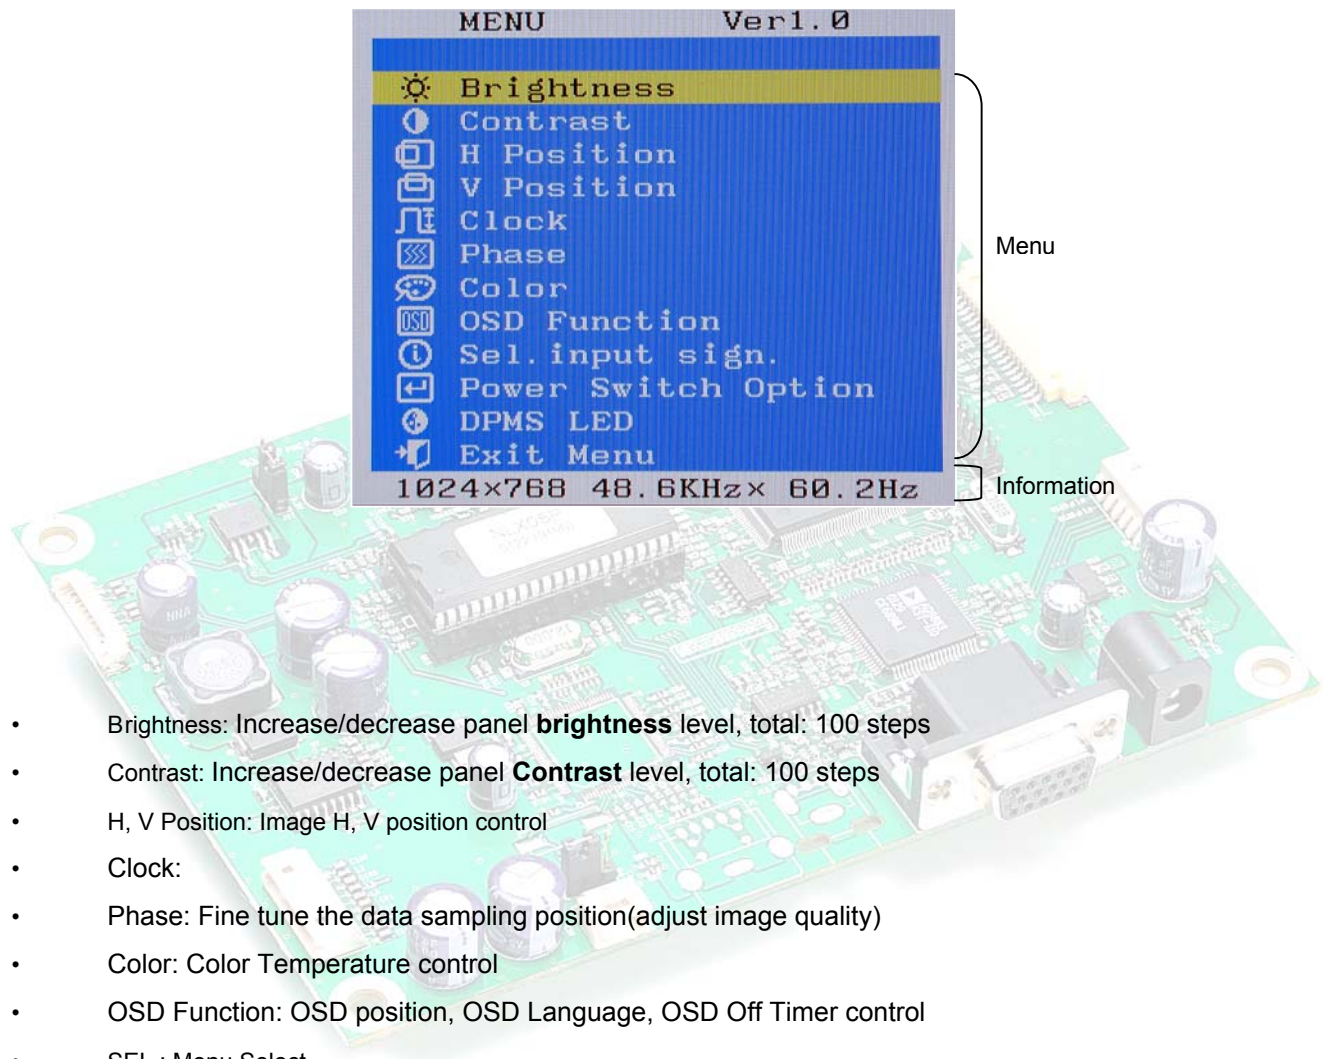 MENU Ver1.0
Brightness
Contrast
H Position
V Position
Clock
Phase
Color
OSD Function
Sel.input sign.
Power Switch Option
DPMS LED
Exit Menu
1024×768 48.6KHz× 60.2Hz
Menu
Information
• Brightness: Increase/decrease panel brightness level, total: 100 steps
• Contrast: Increase/decrease panel Contrast level, total: 100 steps
• H, V Position: Image H, V position control
• Clock:
• Phase: Fine tune the data sampling position(adjust image quality)
• Color: Color Temperature control
• OSD Function: OSD position, OSD Language, OSD Off Timer control
• SEL.: Menu Select